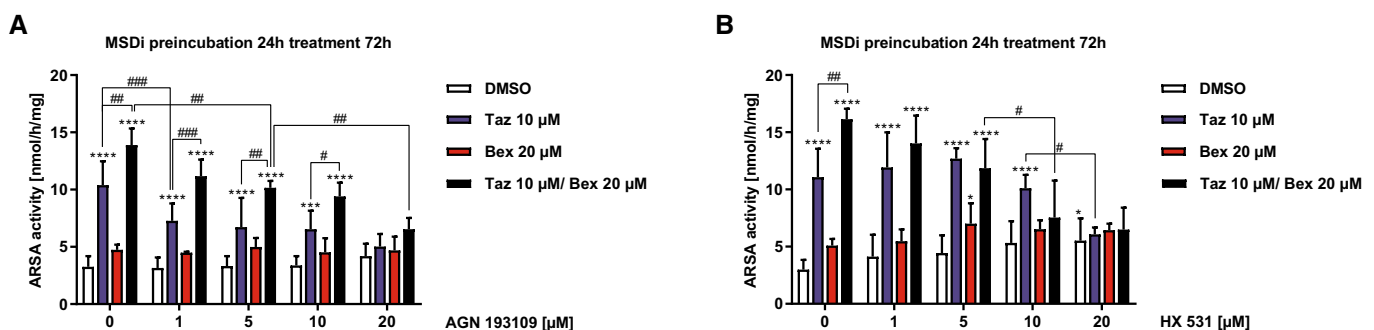 A
MSDi preincubation 24h treatment 72h
ARSA activity [nmol/h/mg]
20
15
10
5
0
###
##
##
##
###
##
#
****
****
****
****
****
****
***
****
0 1 5 10 20
AGN 193109 [µM]
DMSO
Taz 10 µM
Bex 20 µM
Taz 10 µM/ Bex 20 µM
B
MSDi preincubation 24h treatment 72h
ARSA activity [nmol/h/mg]
20
15
10
5
0
##
#
#
****
****
****
****
****
*
****
****
*
0 1 5 10 20
HX 531 [µM]
DMSO
Taz 10 µM
Bex 20 µM
Taz 10 µM/ Bex 20 µM